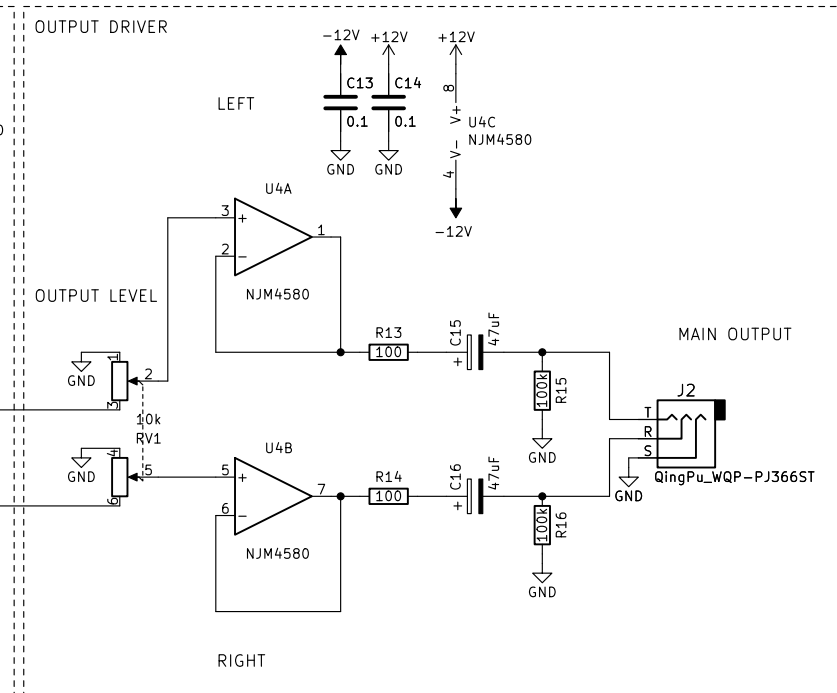 OUTPUT DRIVER
-12V
+12V
+12V
C13
C14
0.1
0.1
GND
GND
8
V+
U4C
NJM4580
V-
4
-12V
LEFT
U4A
3
+
2
-
1
NJM4580
OUTPUT LEVEL
GND
1
2
3
10k
RV1
GND
4
5
6
R13
100
C15
47uF
+
100k
R15
GND
MAIN OUTPUT
J2
T
R
S
GND
QingPu_WQP-PJ366ST
U4B
5
+
6
-
7
NJM4580
R14
100
C16
47uF
+
100k
R16
GND
RIGHT